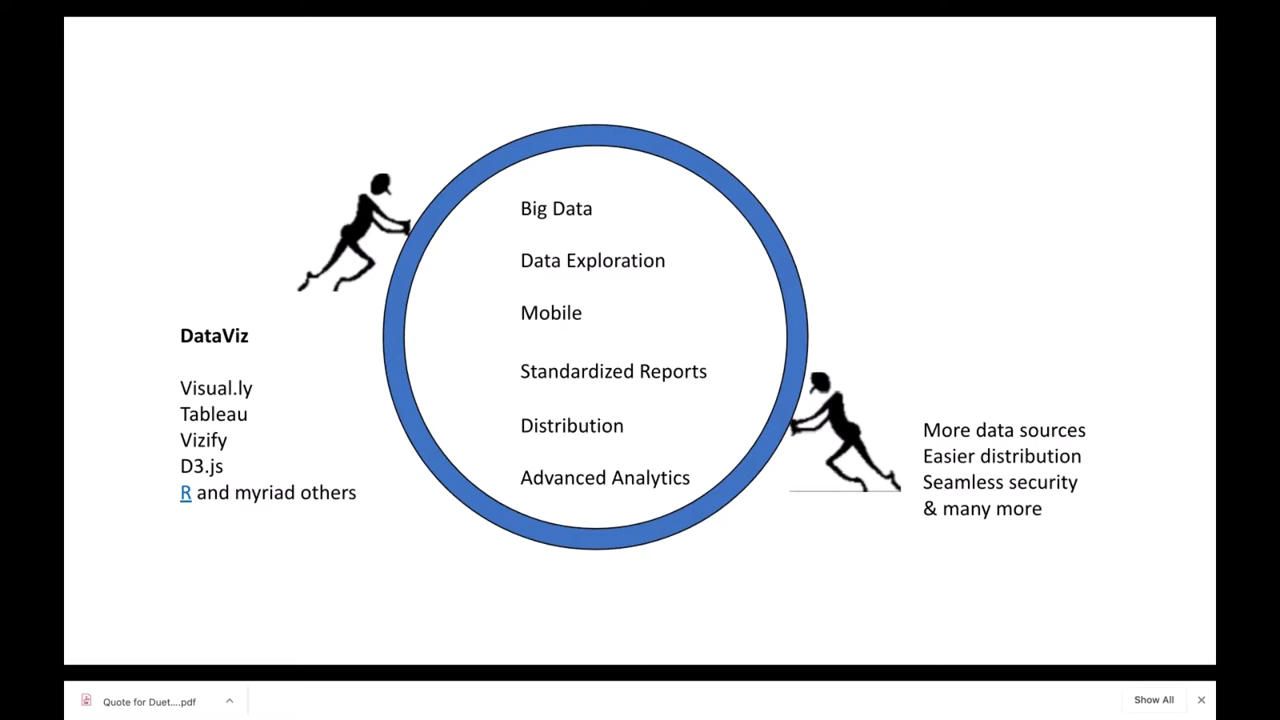 Big Data
Data Exploration
Mobile
Standardized Reports
Distribution
Advanced Analytics
DataViz
Visual.ly
Tableau
Vizify
D3.js
R and myriad others
More data sources
Easier distribution
Seamless security
& many more
Quote for Duet....pdf
Show All